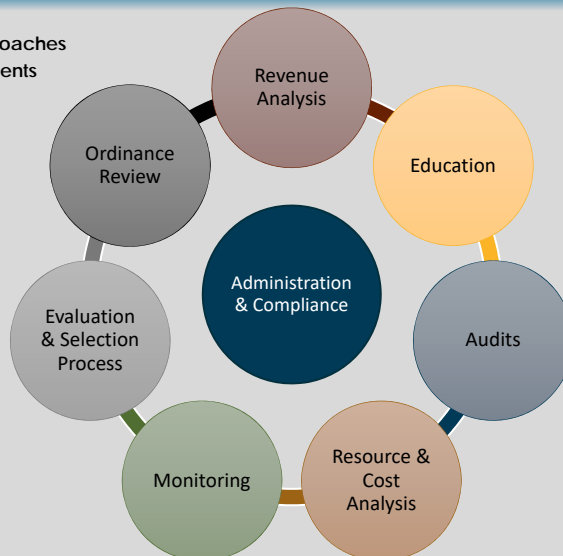 oaches
ents
Revenue
Analysis
Education
Audits
Resource &
Cost
Analysis
Monitoring
Evaluation
& Selection
Process
Ordinance
Review
Administration
& Compliance